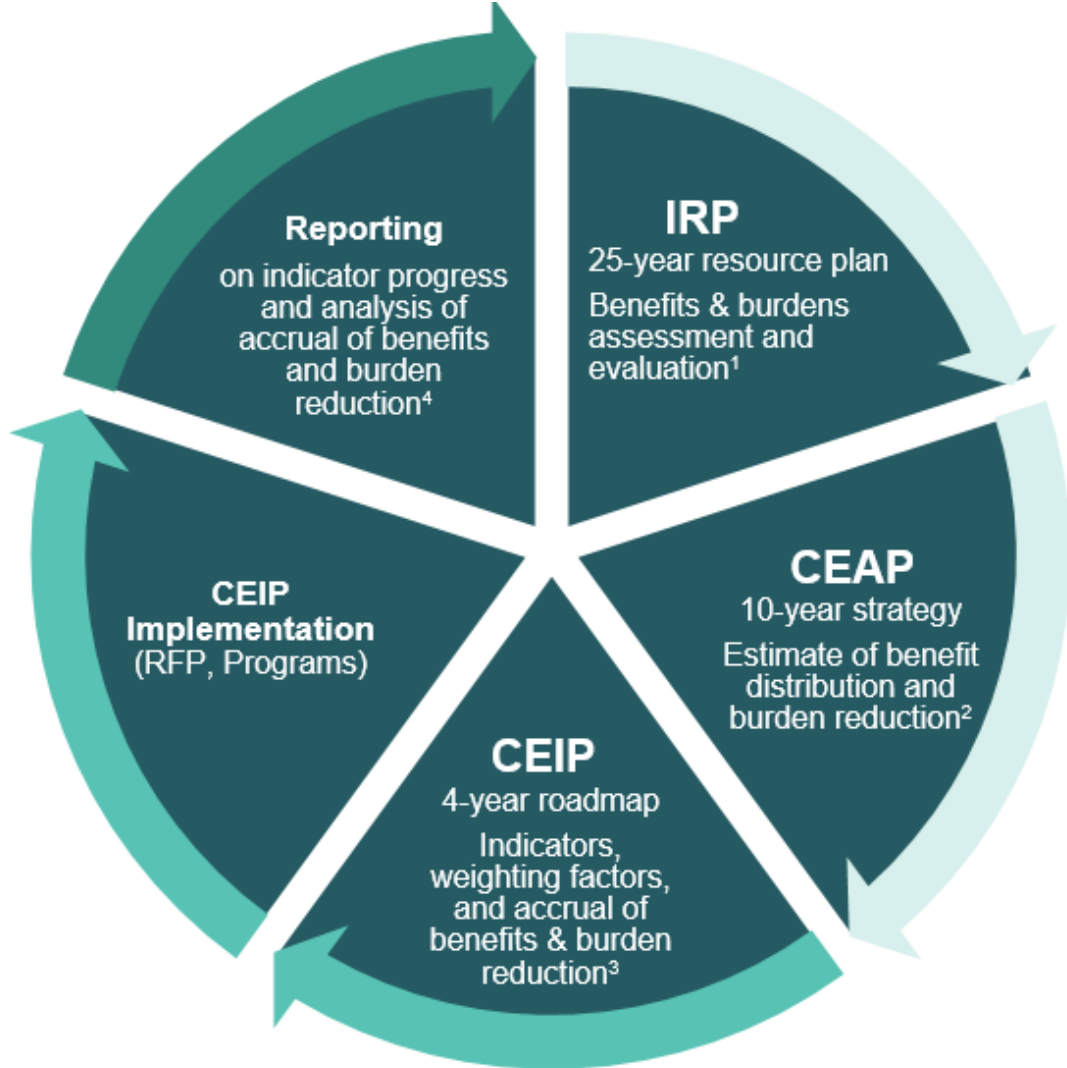 IRP
25-year resource plan
Benefits & burdens
assessment and
evaluation¹
CEAP
10-year strategy
Estimate of benefit
distribution and
burden reduction²
CEIP
4-year roadmap
Indicators,
weighting factors,
and accrual of
benefits & burden
reduction³
CEIP
Implementation
(RFP, Programs)
Reporting
on indicator progress
and analysis of
accrual of benefits
and burden
reduction⁴